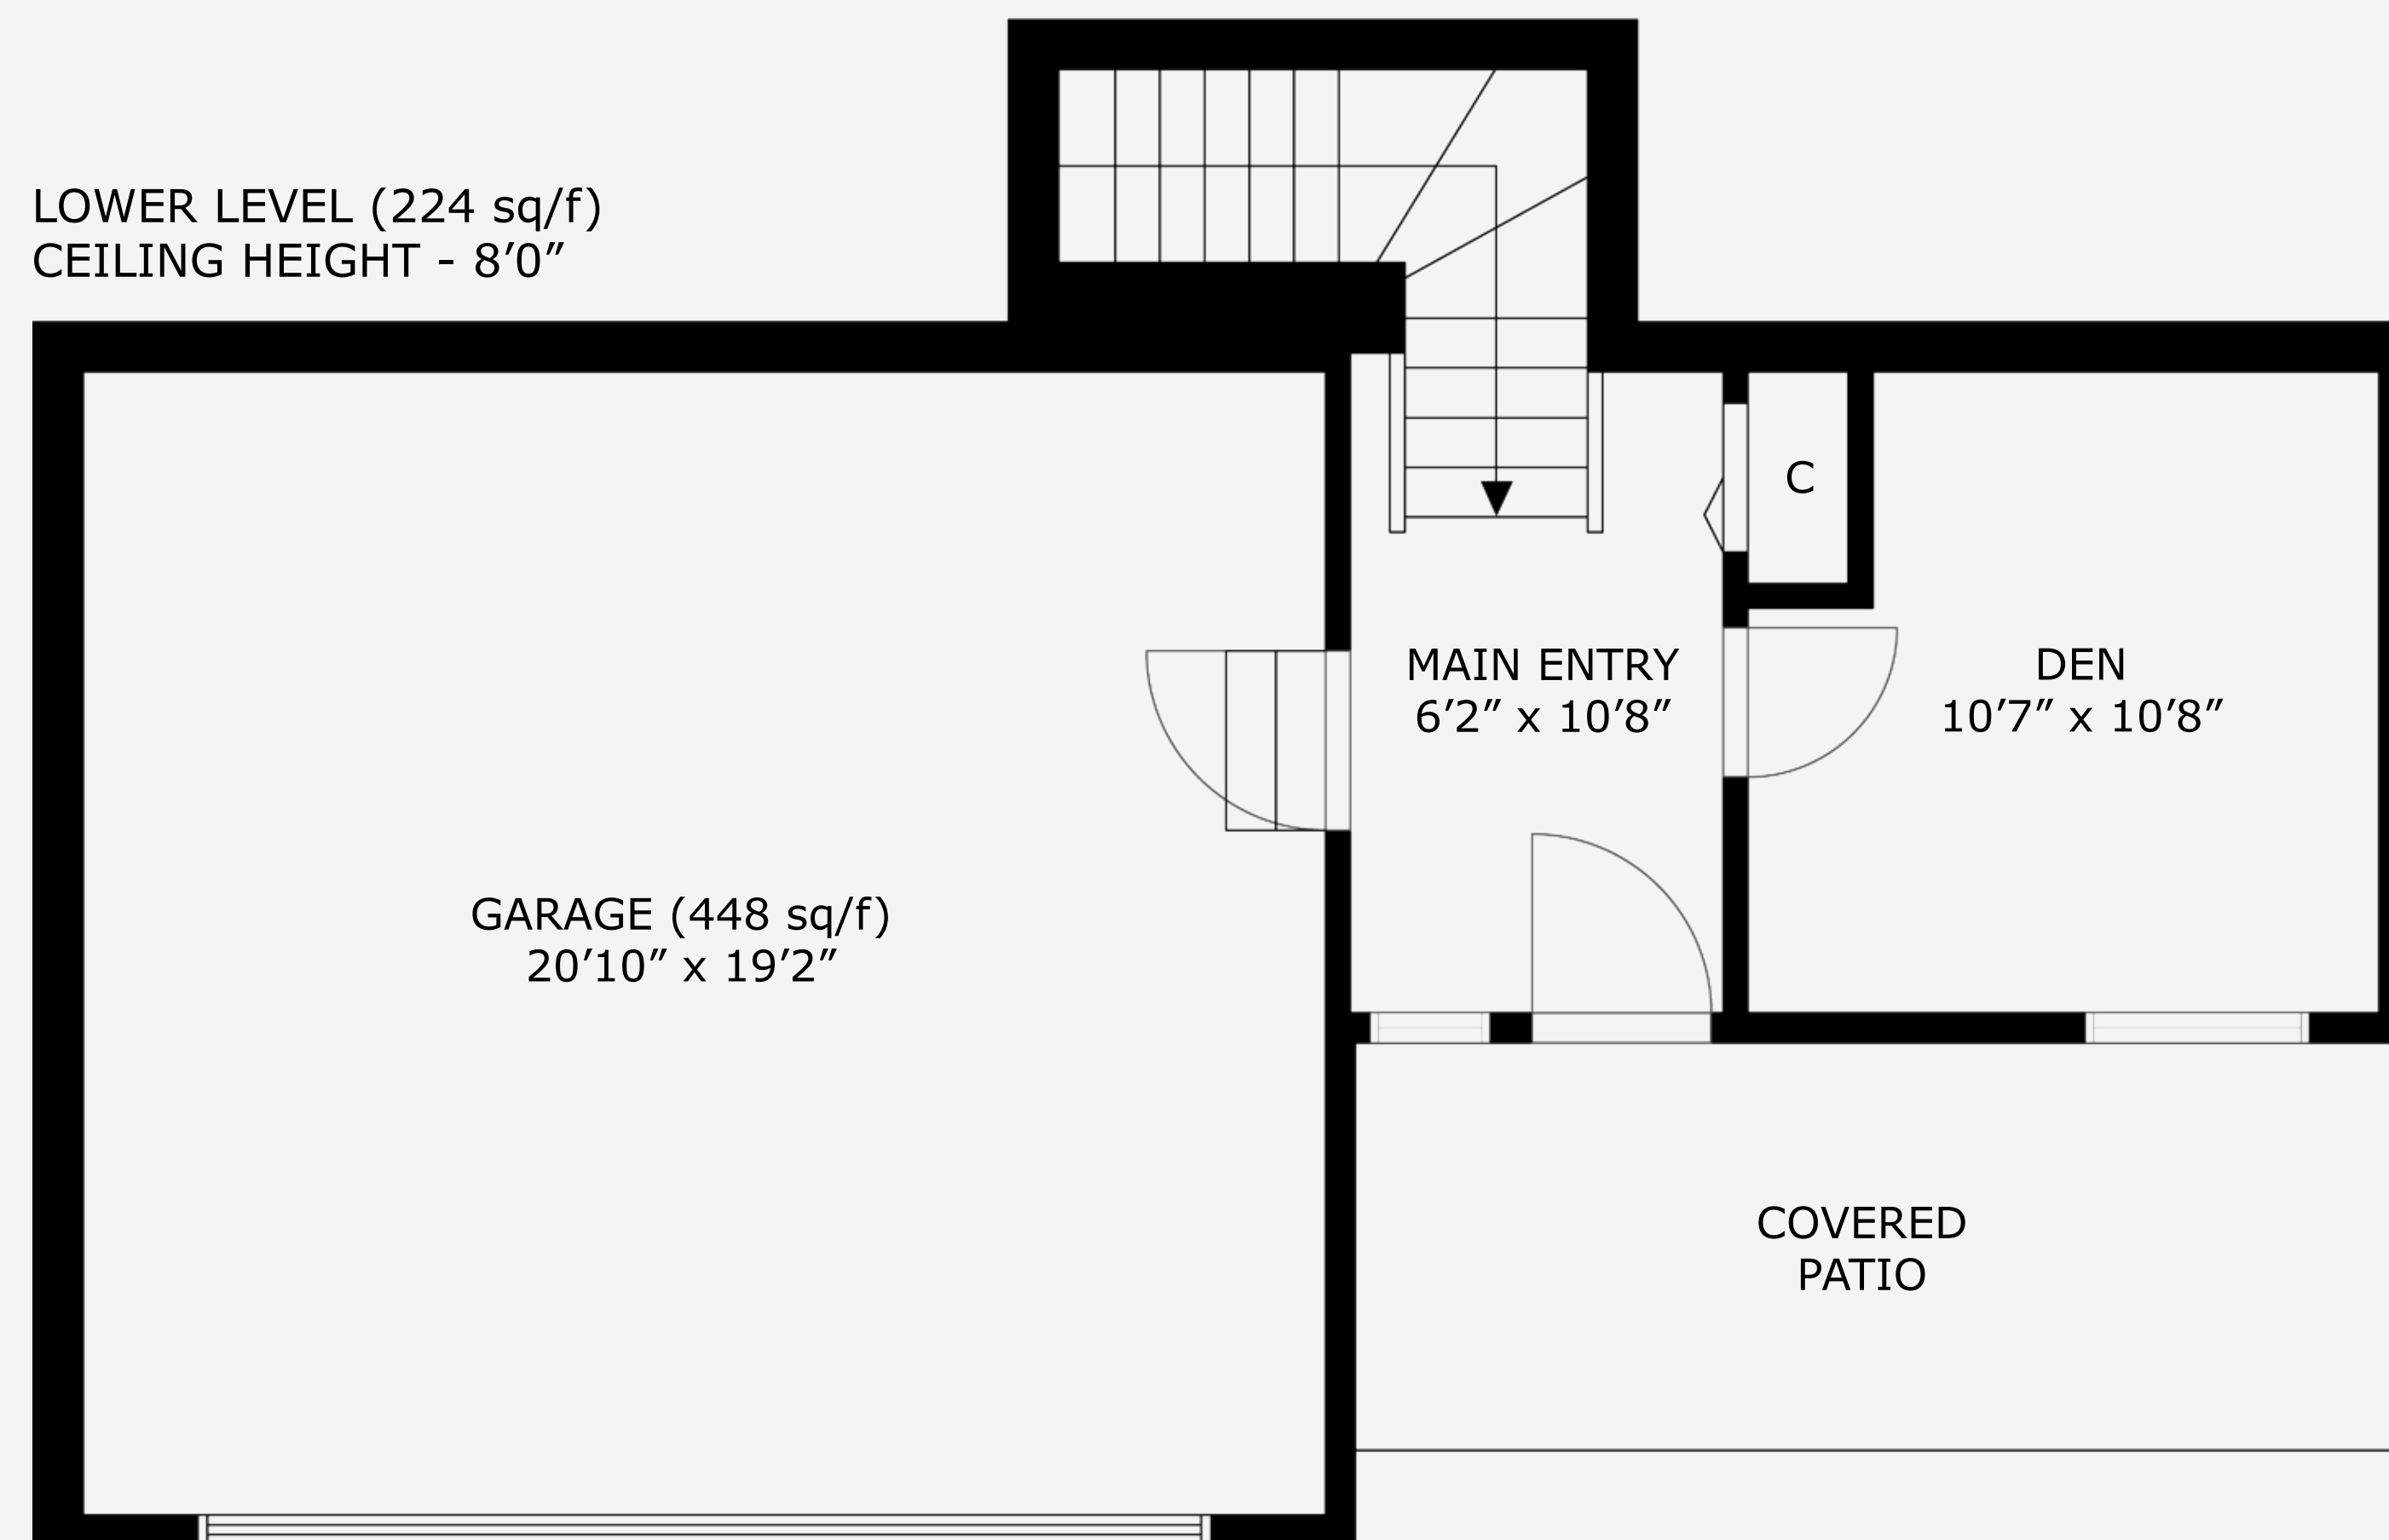 LOWER LEVEL (224 sq/f)
CEILING HEIGHT - 8'0"
C
MAIN ENTRY
6'2" x 10'8"
DEN
10'7" x 10'8"
GARAGE (448 sq/f)
20'10" x 19'2"
COVERED
PATIO